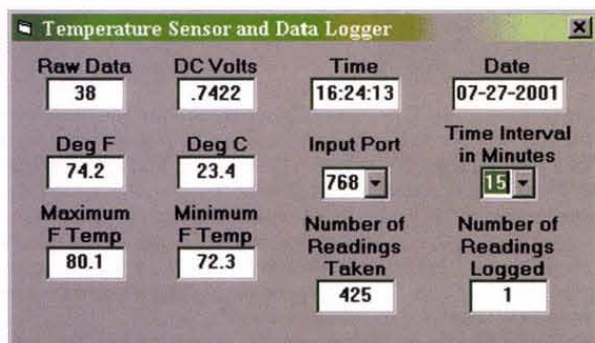 Temperature Sensor and Data Logger
Raw Data
38
DC Volts
.7422
Time
16:24:13
Date
07-27-2001
Deg F
74.2
Deg C
23.4
Input Port
768
Time Interval
in Minutes
15
Maximum
F Temp
80.1
Minimum
F Temp
72.3
Number of
Readings
Taken
425
Number of
Readings
Logged
1